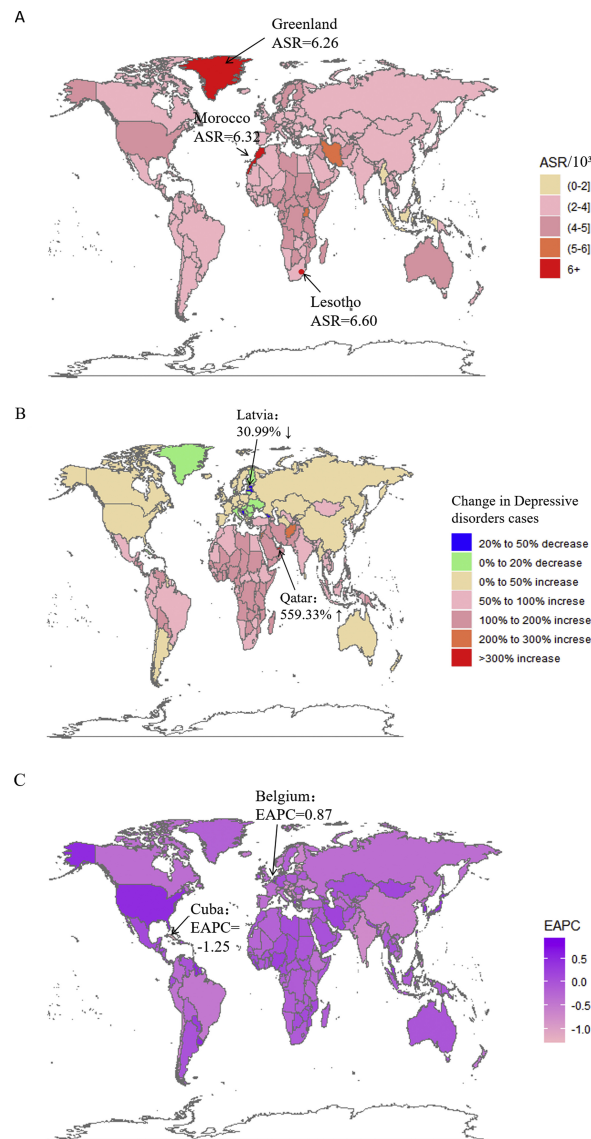 A
Greenland
ASR=6.26
Morocco
ASR=6.32
Lesotho
ASR=6.60
ASR/10³
(0-2]
(2-4]
(4-5]
(5-6]
6+
B
Latvia：
30.99% ↓
Qatar：
559.33% ↑
Change in Depressive
disorders cases
20% to 50% decrease
0% to 20% decrease
0% to 50% increase
50% to 100% increse
100% to 200% increse
200% to 300% increse
>300% increase
C
Belgium：
EAPC=0.87
Cuba：
EAPC=
-1.25
EAPC
0.5
0.0
-0.5
-1.0